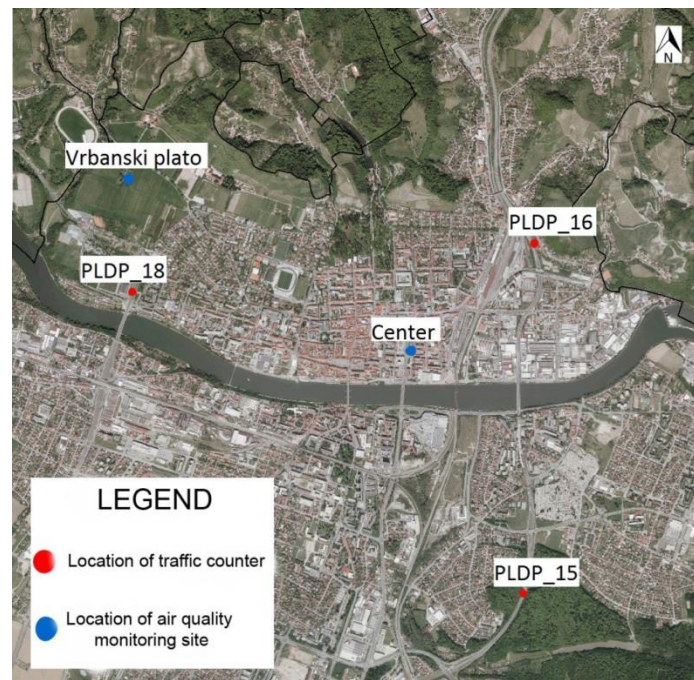 N
Vrbanski plato
PLDP_16
PLDP_18
Center
LEGEND
Location of traffic counter
PLDP_15
Location of air quality
monitoring site